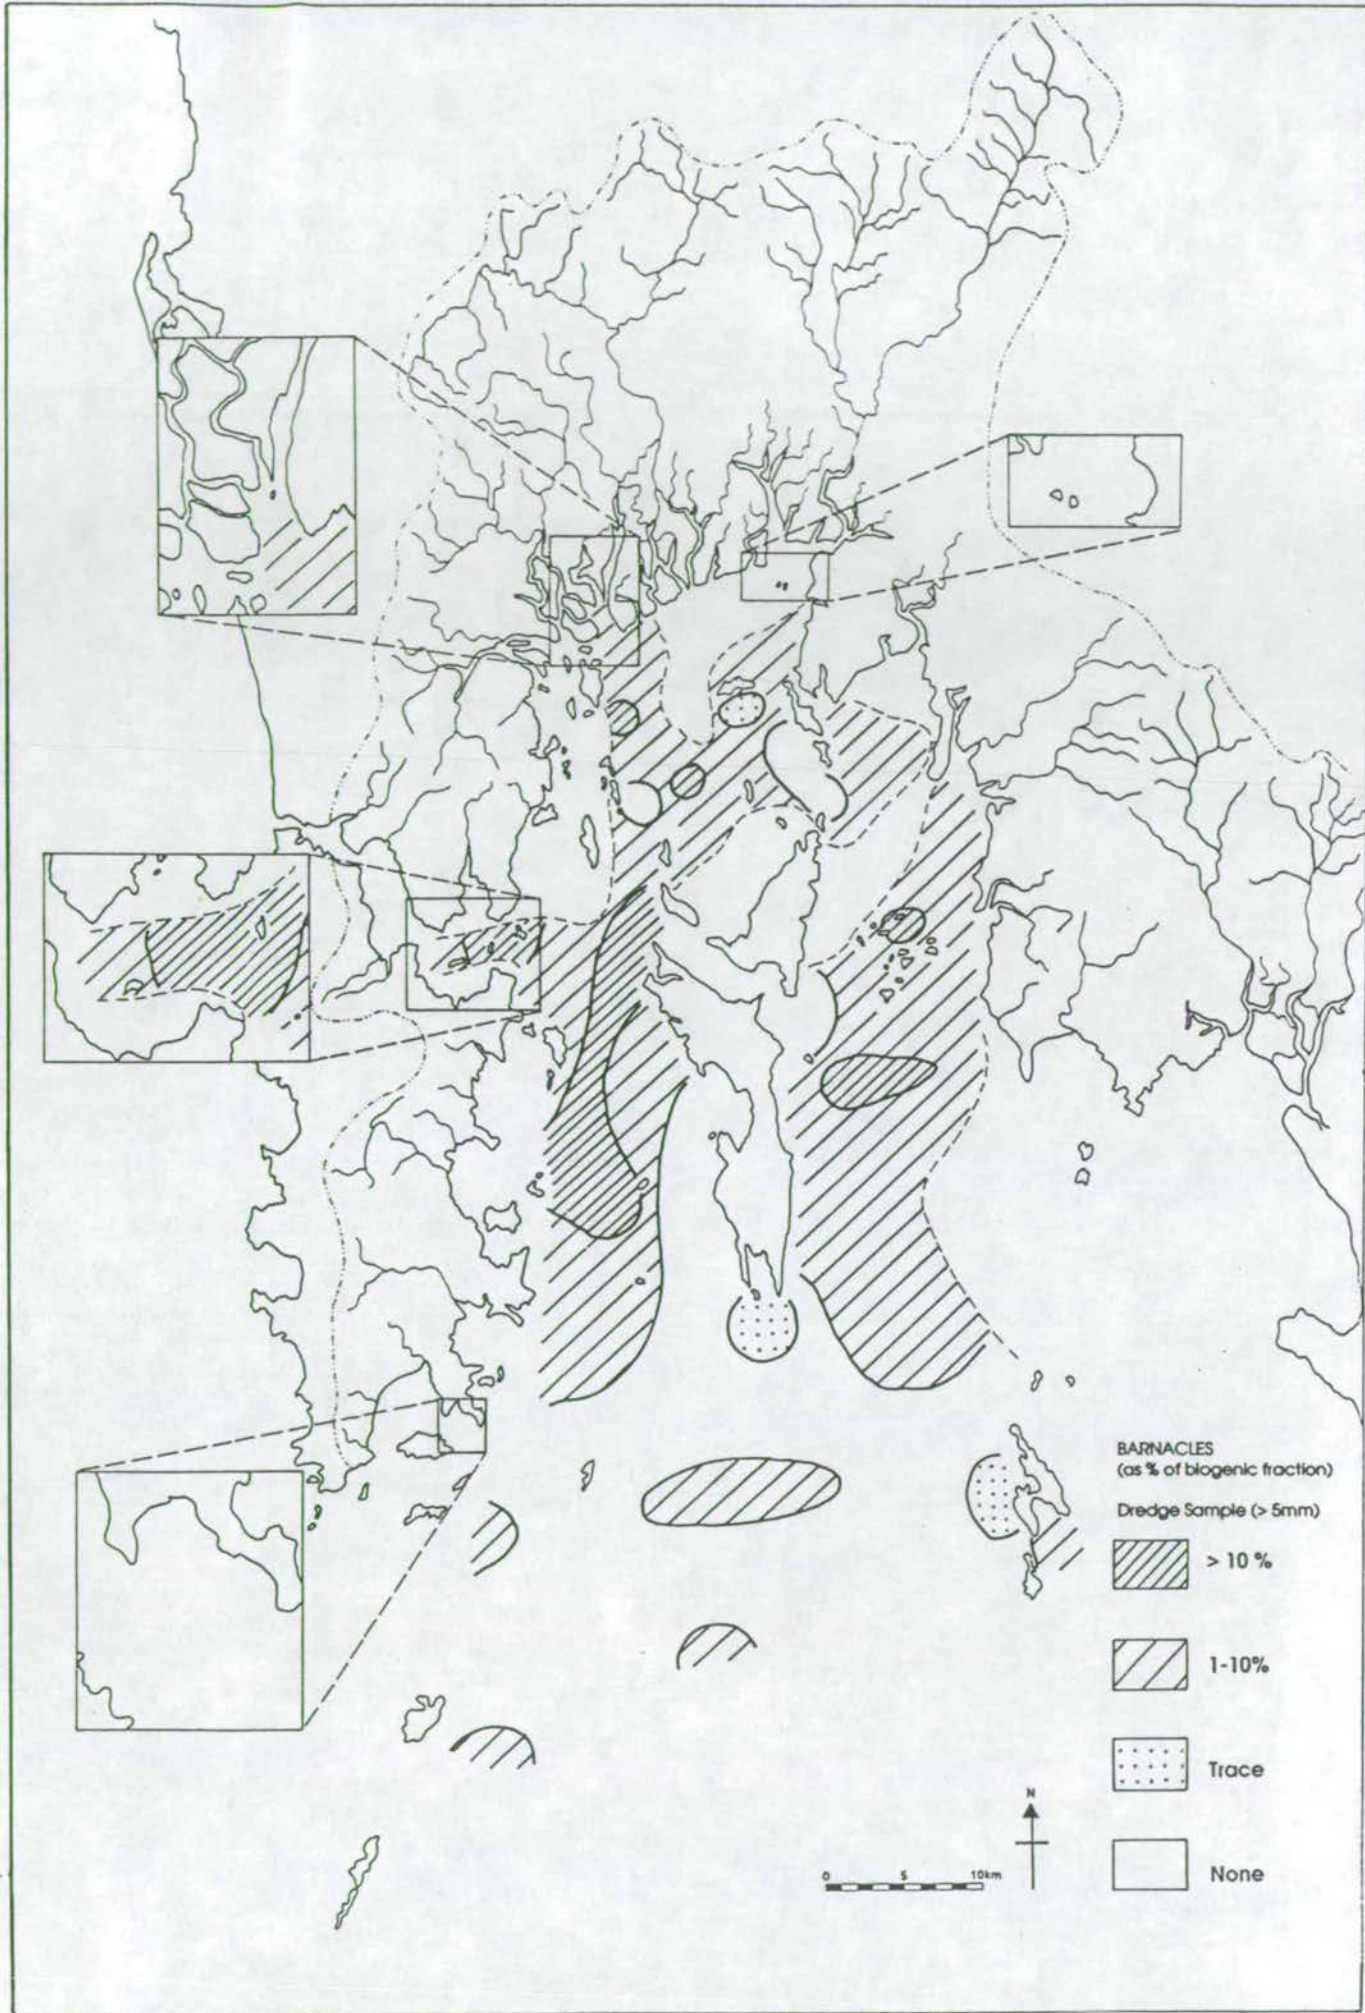 BARNACLES
(as % of biogenic fraction)
Dredge Sample (> 5mm)
> 10 %
1-10%
Trace
None
N
0 5 10km